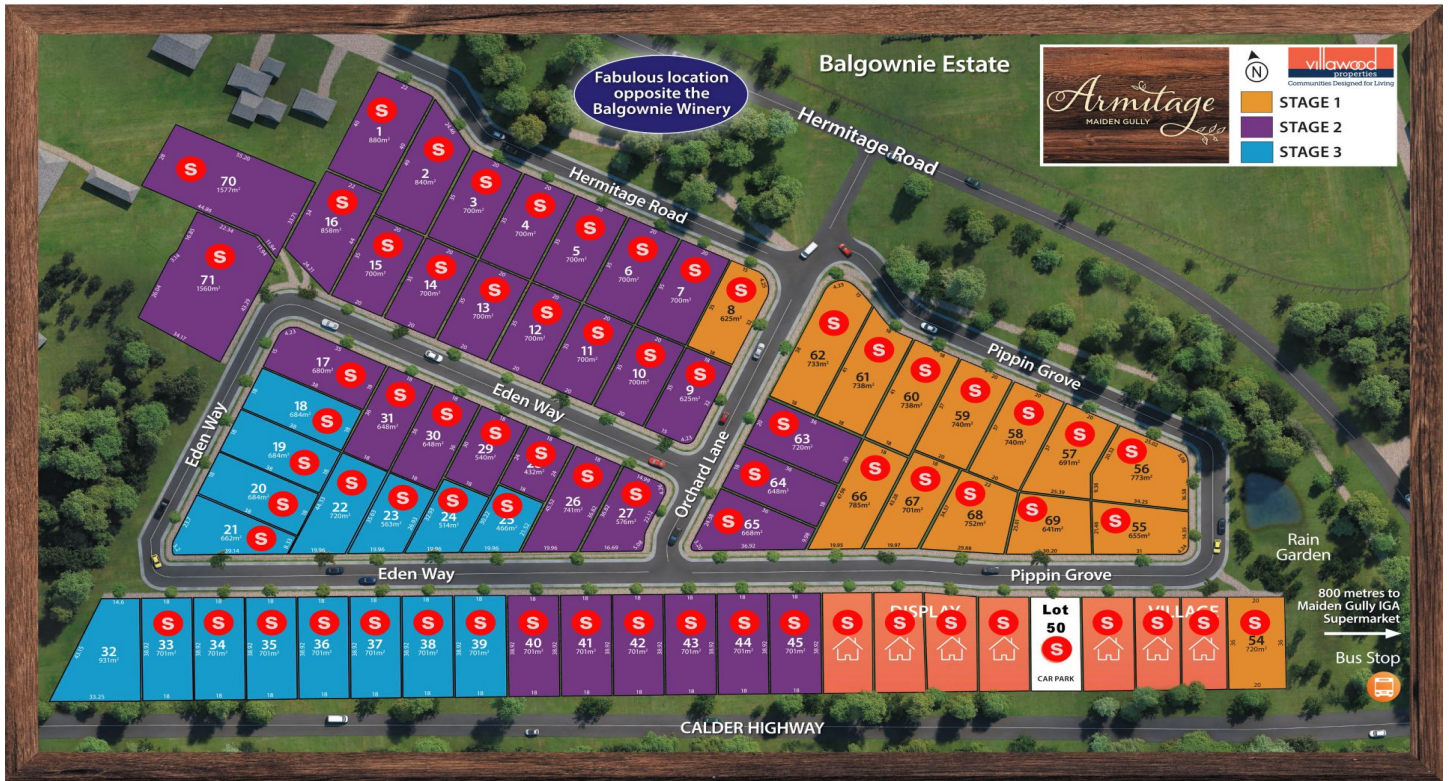 Balgownie Estate
Fabulous location
opposite the
Balgownie Winery
Armitage
MAIDEN GULLY
N
villawood
properties
Communities Designed for Living
STAGE 1
STAGE 2
STAGE 3
Hermitage Road
Hermitage Road
S
1
880m²
S
2
840m²
S
3
700m²
S
4
700m²
S
5
700m²
S
6
700m²
S
7
700m²
S
8
625m²
S
70
1577m²
S
71
1560m²
S
16
858m²
S
15
700m²
S
14
700m²
S
13
700m²
S
12
700m²
S
11
700m²
S
10
700m²
S
9
625m²
Eden Way
Eden Way
Orchard Lane
Pippin Grove
S
17
680m²
S
31
648m²
S
30
648m²
S
29
540m²
S
432m²
S
26
741m²
S
27
576m²
S
18
684m²
S
19
684m²
S
20
684m²
S
21
662m²
S
22
720m²
S
23
563m²
S
24
514m²
S
25
466m²
S
62
733m²
S
61
738m²
S
60
738m²
S
59
740m²
S
58
740m²
S
57
691m²
S
56
773m²
S
63
720m²
S
64
648m²
S
65
668m²
S
66
785m²
S
67
701m²
S
68
752m²
S
69
641m²
S
55
655m²
Eden Way
Pippin Grove
Rain
Garden
32
931m²
S
33
701m²
S
34
701m²
S
35
701m²
S
36
701m²
S
37
701m²
S
38
701m²
S
39
701m²
S
40
701m²
S
41
701m²
S
42
701m²
S
43
701m²
S
44
701m²
S
45
701m²
DISPLAY
VILLAGE
S
S
S
S
Lot
50
S
CAR PARK
S
S
S
S
54
720m²
800 metres to
Maiden Gully IGA
Supermarket
Bus Stop
CALDER HIGHWAY